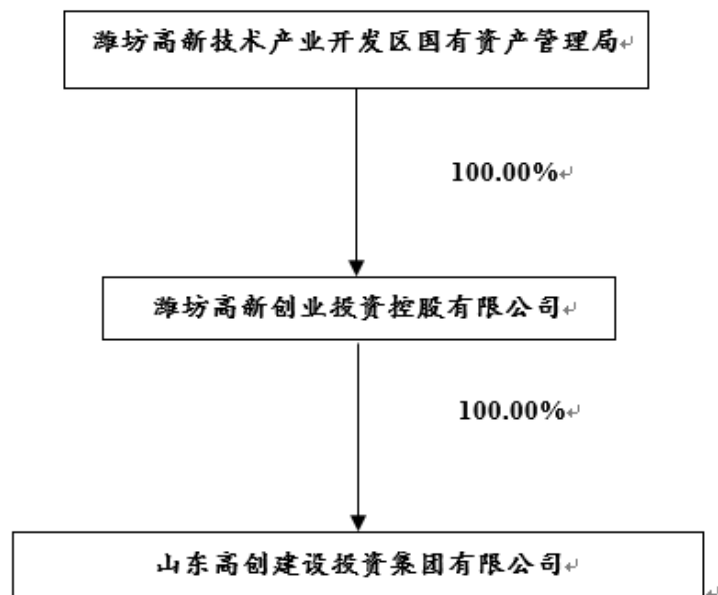 潍坊高新技术产业开发区国有资产管理局
100.00%
潍坊高新创业投资控股有限公司
100.00%
山东高创建设投资集团有限公司